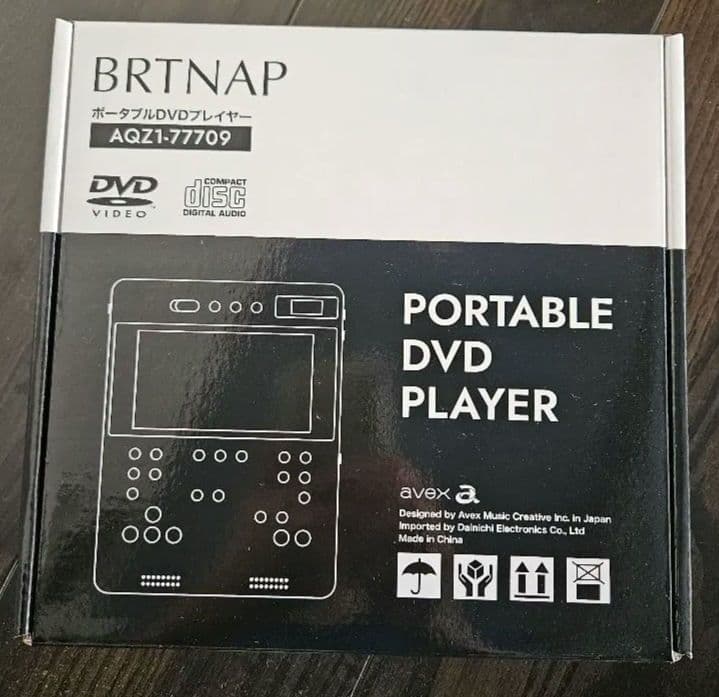 BRTNAP
ポータブルDVDプレイヤー
AQZ1-77709
DVD
VIDEO
COMPACT
disc
DIGITAL AUDIO
PORTABLE
DVD
PLAYER
avex a
Designed by Avex Music Creative Inc. in Japan
Imported by Dainichi Electronics Co., Ltd
Made in China